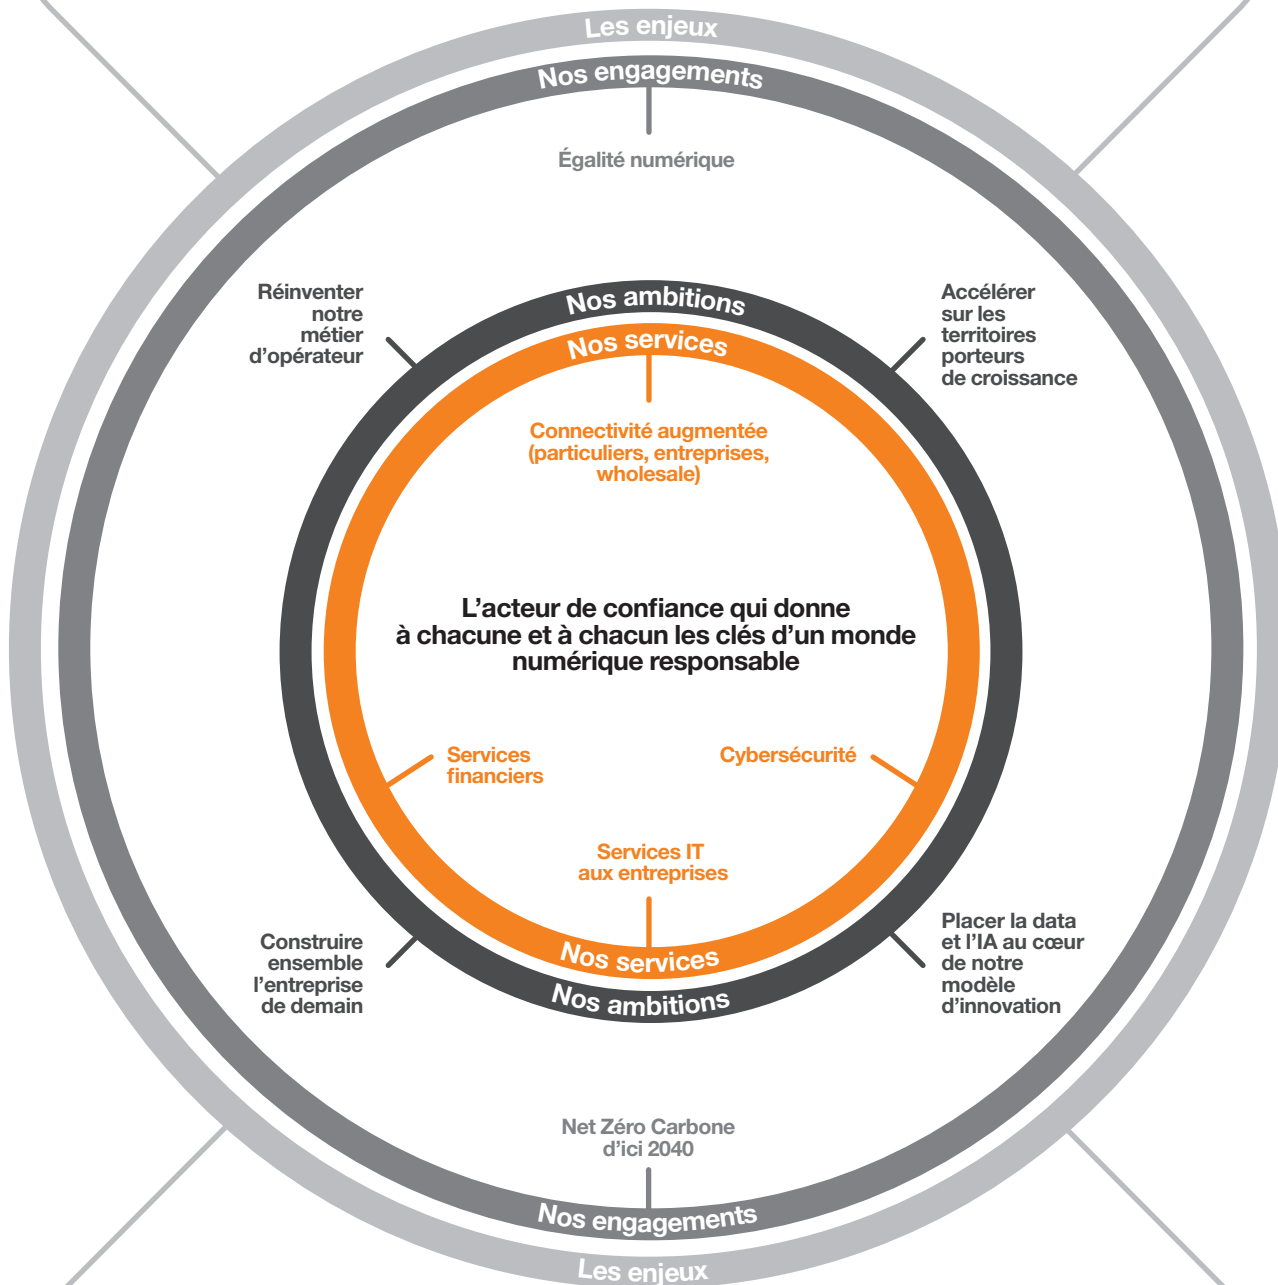 Les enjeux
Nos engagements
Égalité numérique
Réinventer
notre
métier
d’opérateur
Nos ambitions
Accélérer
sur les
territoires
porteurs
de croissance
Nos services
Connectivité augmentée
(particuliers, entreprises,
wholesale)
L’acteur de confiance qui donne
à chacune et à chacun les clés d’un monde
numérique responsable
Services
financiers
Cybersécurité
Services IT
aux entreprises
Nos services
Construire
ensemble
l’entreprise
de demain
Nos ambitions
Placer la data
et l’IA au cœur
de notre
modèle
d’innovation
Net Zéro Carbone
d’ici 2040
Nos engagements
Les enjeux